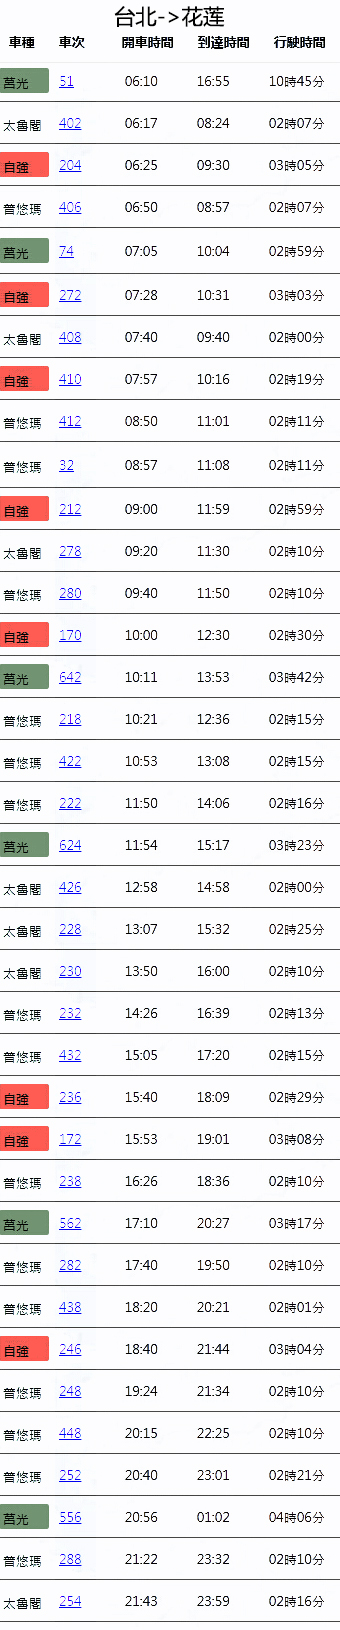 台北->花莲
車種 車次 開車時間 到達時間 行駛時間
莒光 51 06:10 16:55 10時45分
太魯閣 402 06:17 08:24 02時07分
自強 204 06:25 09:30 03時05分
普悠瑪 406 06:50 08:57 02時07分
莒光 74 07:05 10:04 02時59分
自強 272 07:28 10:31 03時03分
太魯閣 408 07:40 09:40 02時00分
自強 410 07:57 10:16 02時19分
普悠瑪 412 08:50 11:01 02時11分
普悠瑪 32 08:57 11:08 02時11分
自強 212 09:00 11:59 02時59分
太魯閣 278 09:20 11:30 02時10分
普悠瑪 280 09:40 11:50 02時10分
自強 170 10:00 12:30 02時30分
莒光 642 10:11 13:53 03時42分
普悠瑪 218 10:21 12:36 02時15分
普悠瑪 422 10:53 13:08 02時15分
普悠瑪 222 11:50 14:06 02時16分
莒光 624 11:54 15:17 03時23分
太魯閣 426 12:58 14:58 02時00分
太魯閣 228 13:07 15:32 02時25分
太魯閣 230 13:50 16:00 02時10分
普悠瑪 232 14:26 16:39 02時13分
普悠瑪 432 15:05 17:20 02時15分
自強 236 15:40 18:09 02時29分
自強 172 15:53 19:01 03時08分
普悠瑪 238 16:26 18:36 02時10分
莒光 562 17:10 20:27 03時17分
普悠瑪 282 17:40 19:50 02時10分
普悠瑪 438 18:20 20:21 02時01分
自強 246 18:40 21:44 03時04分
普悠瑪 248 19:24 21:34 02時10分
普悠瑪 448 20:15 22:25 02時10分
普悠瑪 252 20:40 23:01 02時21分
莒光 556 20:56 01:02 04時06分
普悠瑪 288 21:22 23:32 02時10分
太魯閣 254 21:43 23:59 02時16分